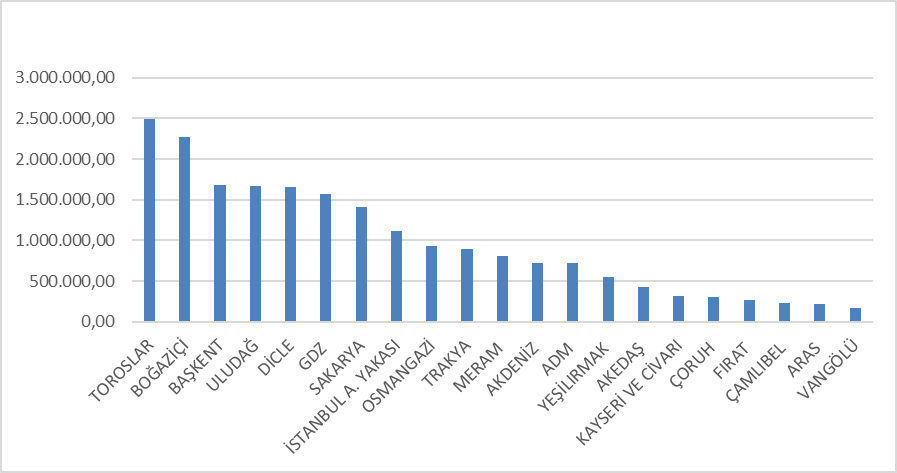 3.000.000,00
2.500.000,00
2.000.000,00
1.500.000,00
1.000.000,00
500.000,00
0,00
TOROSLAR
BOĞAZİÇİ
BAŞKENT
ULUDAĞ
DİCLE
GDZ
SAKARYA
İSTANBUL A. YAKASI
OSMANGAZİ
TRAKYA
MERAM
AKDENİZ
ADM
YEŞİLIRMAK
AKEDAŞ
KAYSERİ VE CİVARI
ÇORUH
FIRAT
ÇAMLIBEL
ARAS
VANGÖLÜ